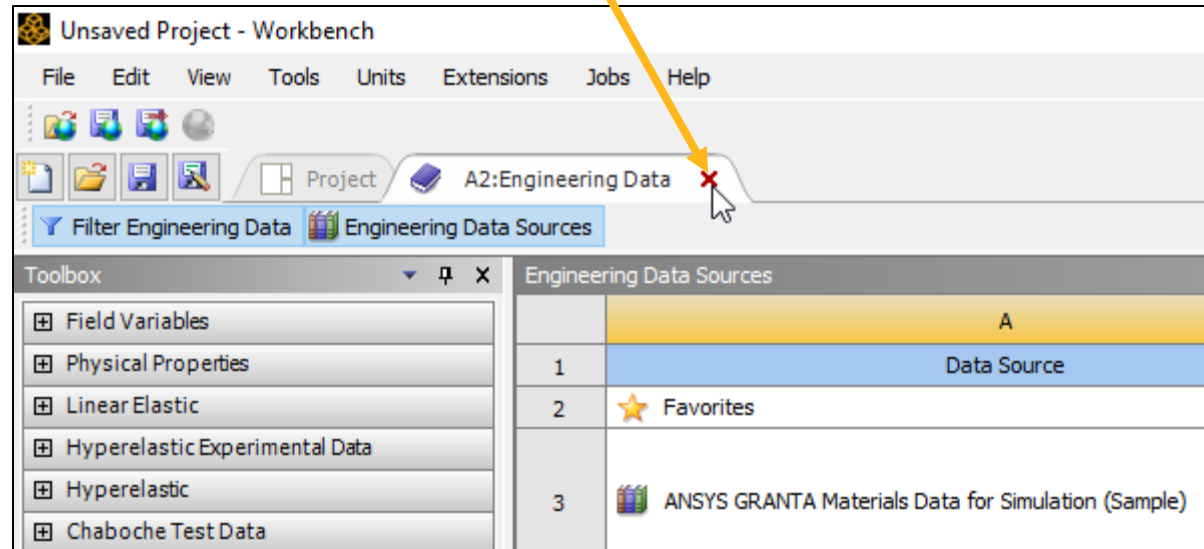 Unsaved Project - Workbench
File Edit View Tools Units Extensions Jobs Help
Project A2:Engineering Data
Filter Engineering Data Engineering Data Sources
Toolbox
Field Variables
Physical Properties
Linear Elastic
Hyperelastic Experimental Data
Hyperelastic
Chaboche Test Data
Engineering Data Sources
A
1 Data Source
2 Favorites
3 ANSYS GRANTA Materials Data for Simulation (Sample)